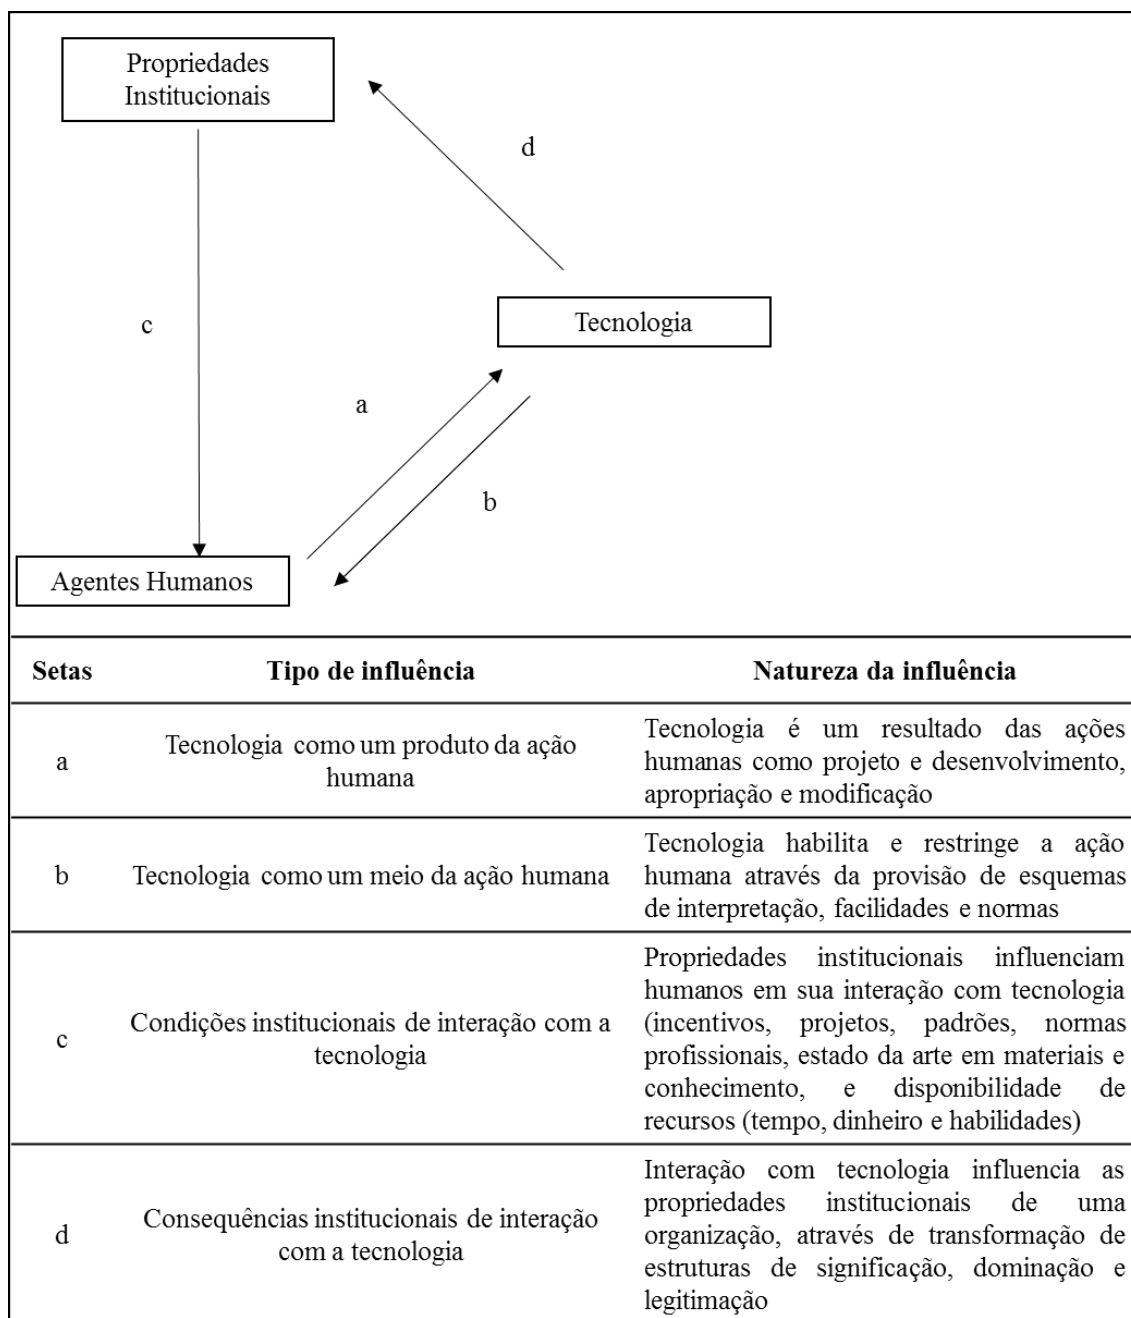 Propriedades
Institucionais
d
Tecnologia
c
a
b
Agentes Humanos
Setas Tipo de influência Natureza da influência
a
Tecnologia como um produto da ação
humana
Tecnologia é um resultado das ações
humanas como projeto e desenvolvimento,
apropriação e modificação
b
Tecnologia como um meio da ação humana
Tecnologia habilita e restringe a ação
humana através da provisão de esquemas
de interpretação, facilidades e normas
c
Condições institucionais de interação com a
tecnologia
Propriedades institucionais influenciam
humanos em sua interação com tecnologia
(incentivos, projetos, padrões, normas
profissionais, estado da arte em materiais e
conhecimento, e disponibilidade de
recursos (tempo, dinheiro e habilidades)
d
Consequências institucionais de interação
com a tecnologia
Interação com tecnologia influencia as
propriedades institucionais de uma
organização, através de transformação de
estruturas de significação, dominação e
legitimação